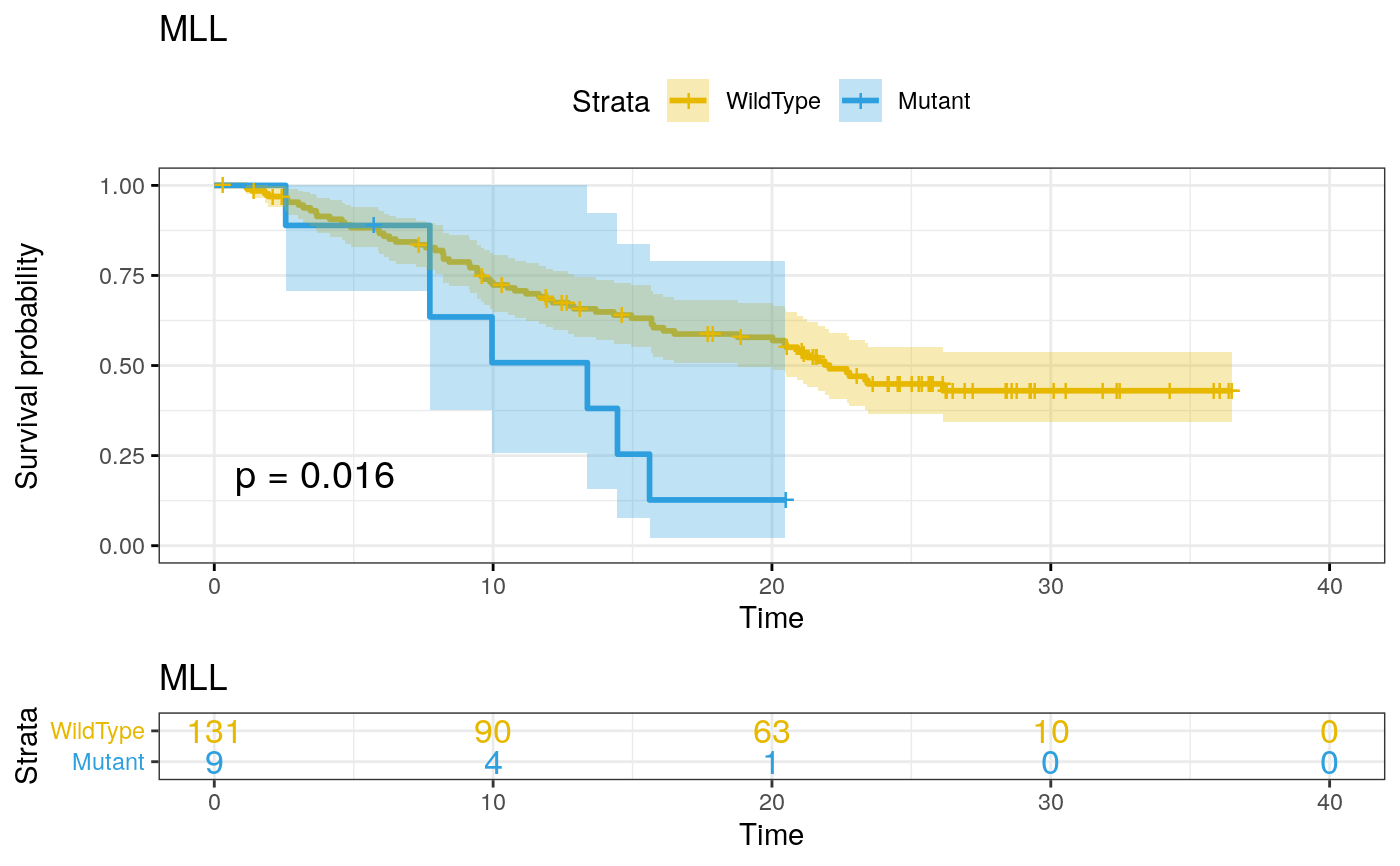 MLL
Strata WildType Mutant
Survival probability
1.00
0.75
0.50
0.25
0.00
p = 0.016
0 10 20 30 40
Time
MLL
Strata
WildType 131 90 63 10 0
Mutant 9 4 1 0 0
0 10 20 30 40
Time